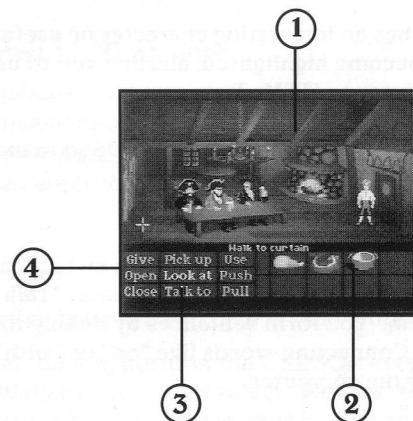 1
Walk to curtain
Give Pick up Use
4
Open Look at Push
Close Talk to Pull
3
2